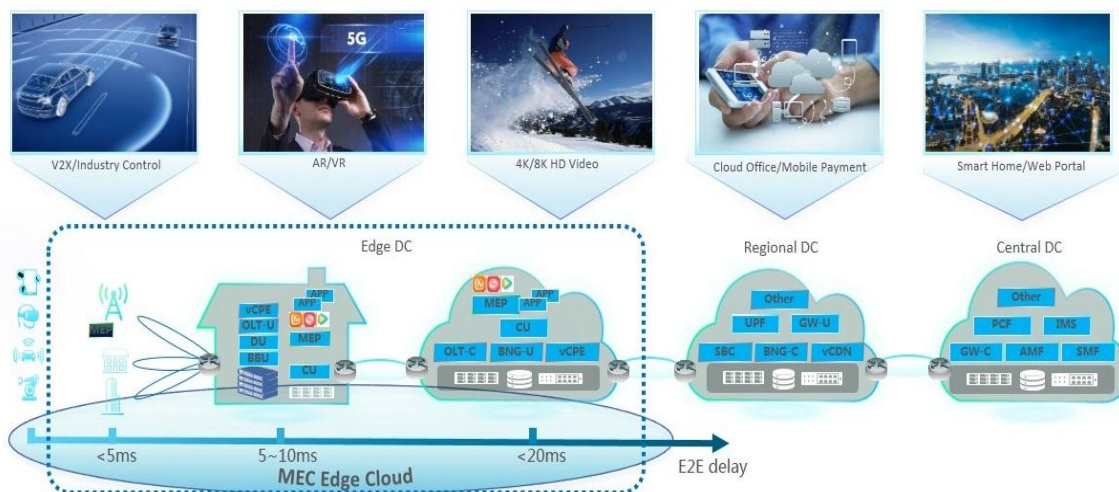 5G
V2X/Industry Control
AR/VR
4K/8K HD Video
Cloud Office/Mobile Payment
Smart Home/Web Portal
Edge DC
Regional DC
Central DC
MEP
vCPE
OLT-U
DU
BBU
APP
APP
MEP
CU
MEP
APP
APP
CU
OLT-C
BNG-U
vCPE
Other
UPF
GW-U
SBC
BNG-C
vCDN
Other
PCF
IMS
GW-C
AMF
SMF
<5ms
5~10ms
<20ms
E2E delay
MEC Edge Cloud